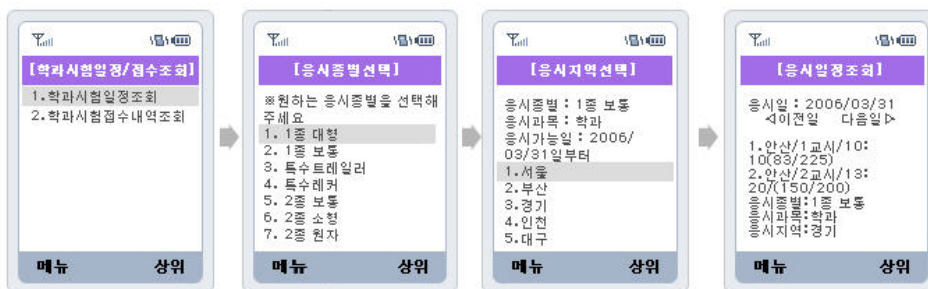 [학과시험일정/접수조회]
1.학과시험일정조회
2.학과시험접수내역조회
메뉴 상위
[응시종별선택]
※원하는 응시종별을 선택해
주세요
1. 1종 대형
2. 1종 보통
3. 특수트레일러
4. 특수레커
5. 2종 보통
6. 2종 소형
7. 2종 원자
메뉴 상위
[응시지역선택]
응시종별 : 1종 보통
응시과목 : 학과
응시가능일 : 2006/
03/31일부터
1.서울
2.부산
3.경기
4.인천
5.대구
메뉴 상위
[응시일정조회]
응시일 : 2006/03/31
◁이전일 다음일▷
1.안산/1교시/10:
10(83/225)
2.안산/2교시/13:
20/(150/200)
응시종별:1종 보통
응시과목:학과
응시지역:경기
메뉴 상위